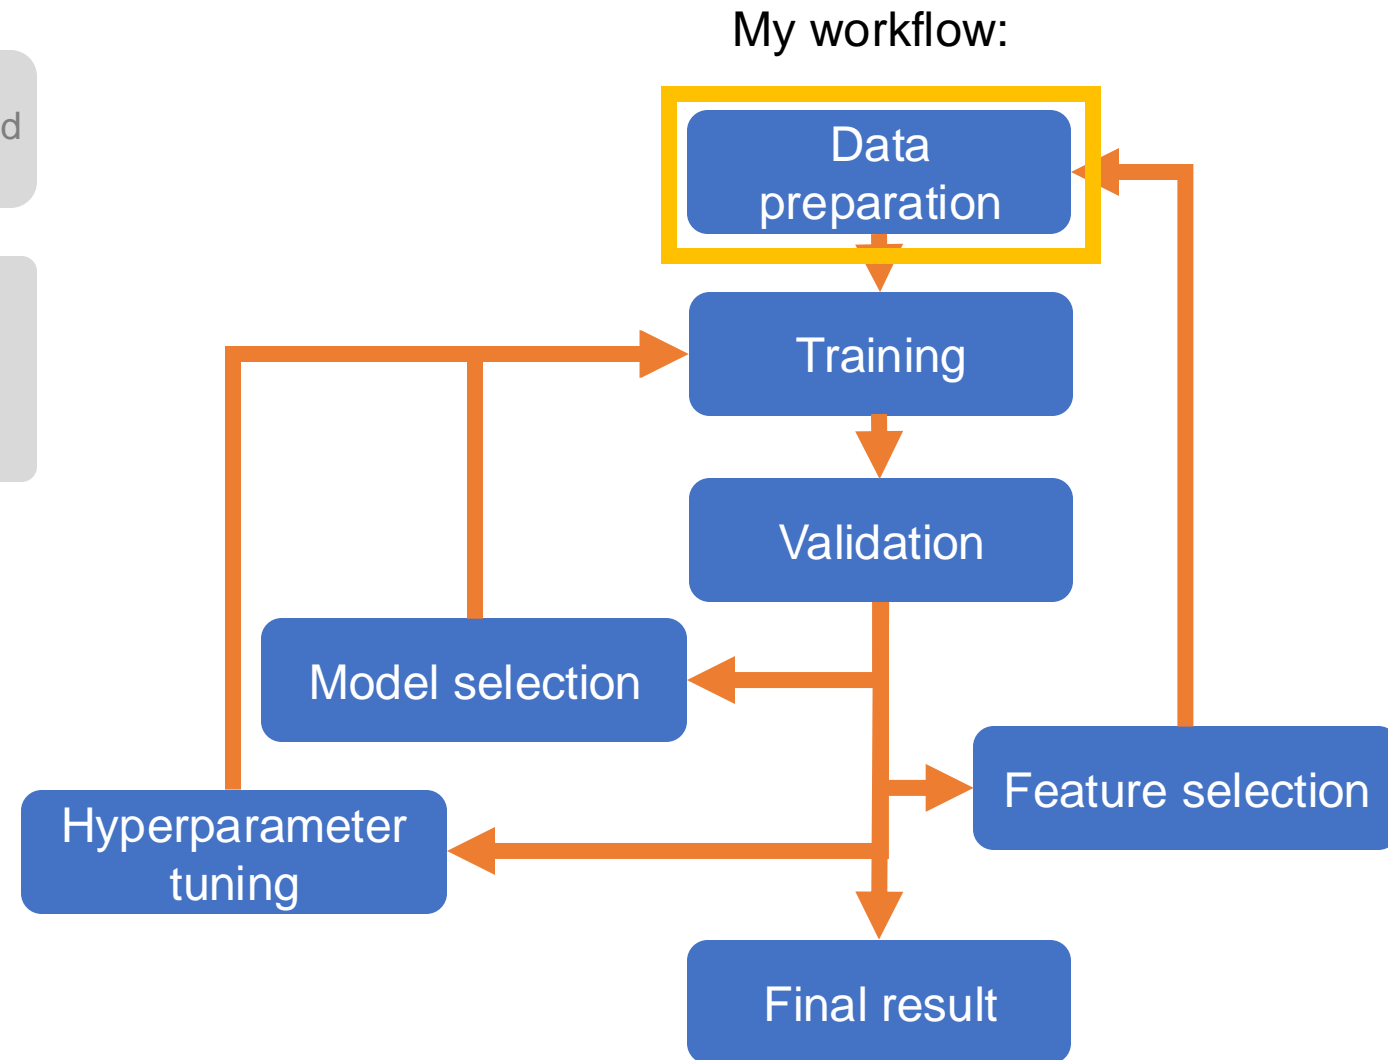 My workflow:
d
Data
preparation
Training
Validation
Model selection
Feature selection
Hyperparameter
tuning
Final result